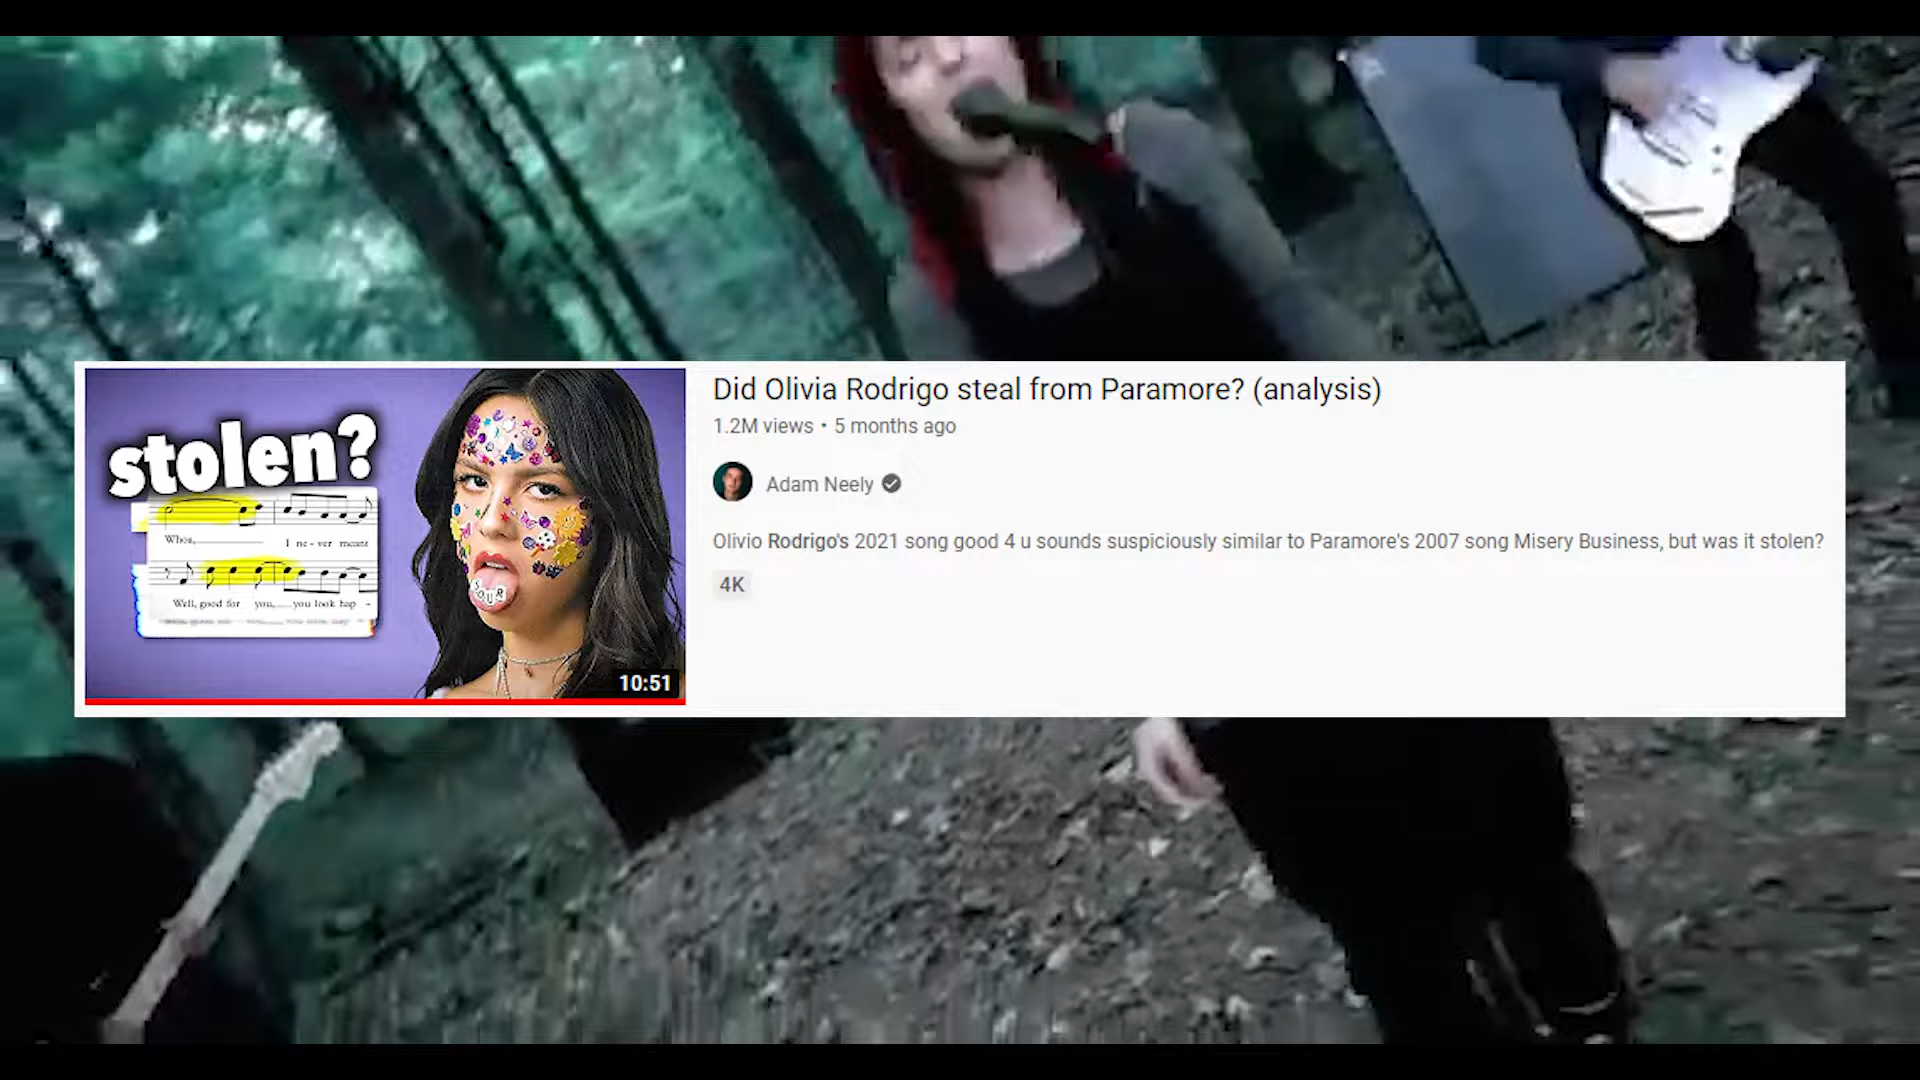 Did Olivia Rodrigo steal from Paramore? (analysis)
1.2M views • 5 months ago
Adam Neely
Olivio Rodrigo's 2021 song good 4 u sounds suspiciously similar to Paramore's 2007 song Misery Business, but was it stolen?
4K
stolen?
Whoa, I ne - ver meant
Well, good for you, you look hap -
SOUR
10:51